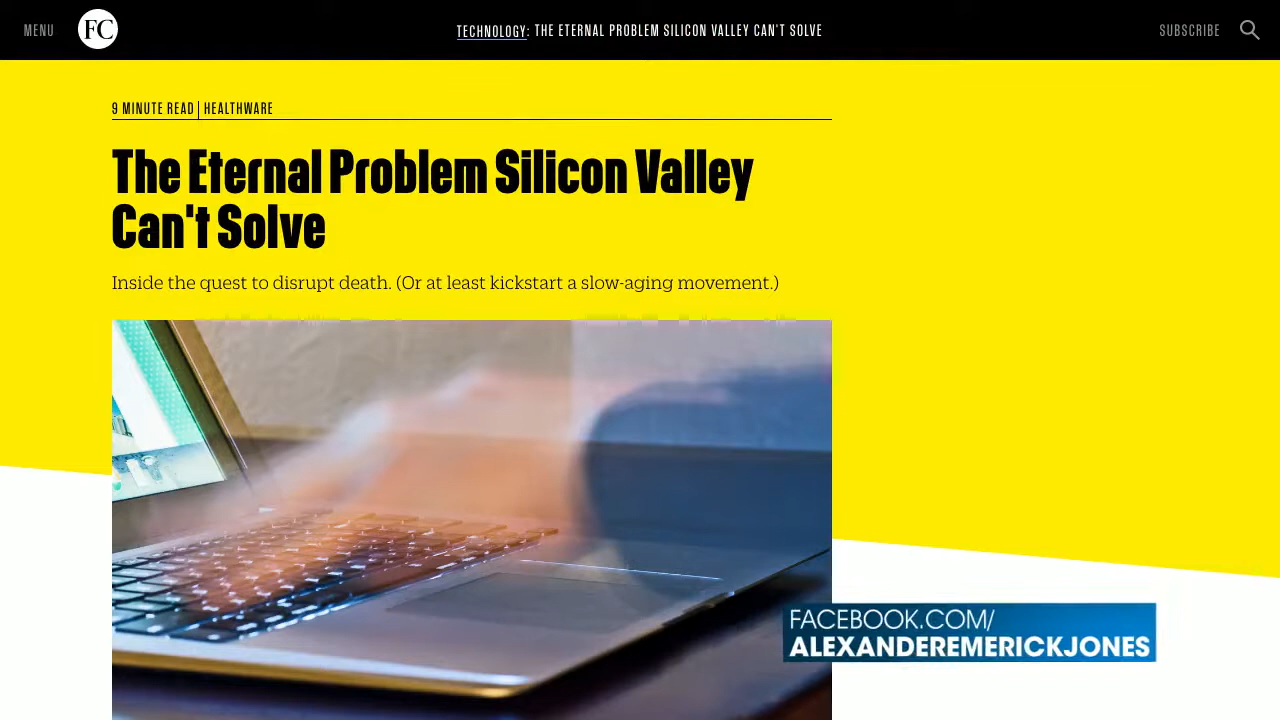 MENU
FC
TECHNOLOGY: THE ETERNAL PROBLEM SILICON VALLEY CAN'T SOLVE
SUBSCRIBE
9 MINUTE READ | HEALTHWARE
The Eternal Problem Silicon Valley
Can't Solve
Inside the quest to disrupt death. (Or at least kickstart a slow-aging movement.)
FACEBOOK.COM/
ALEXANDEREMERICKJONES